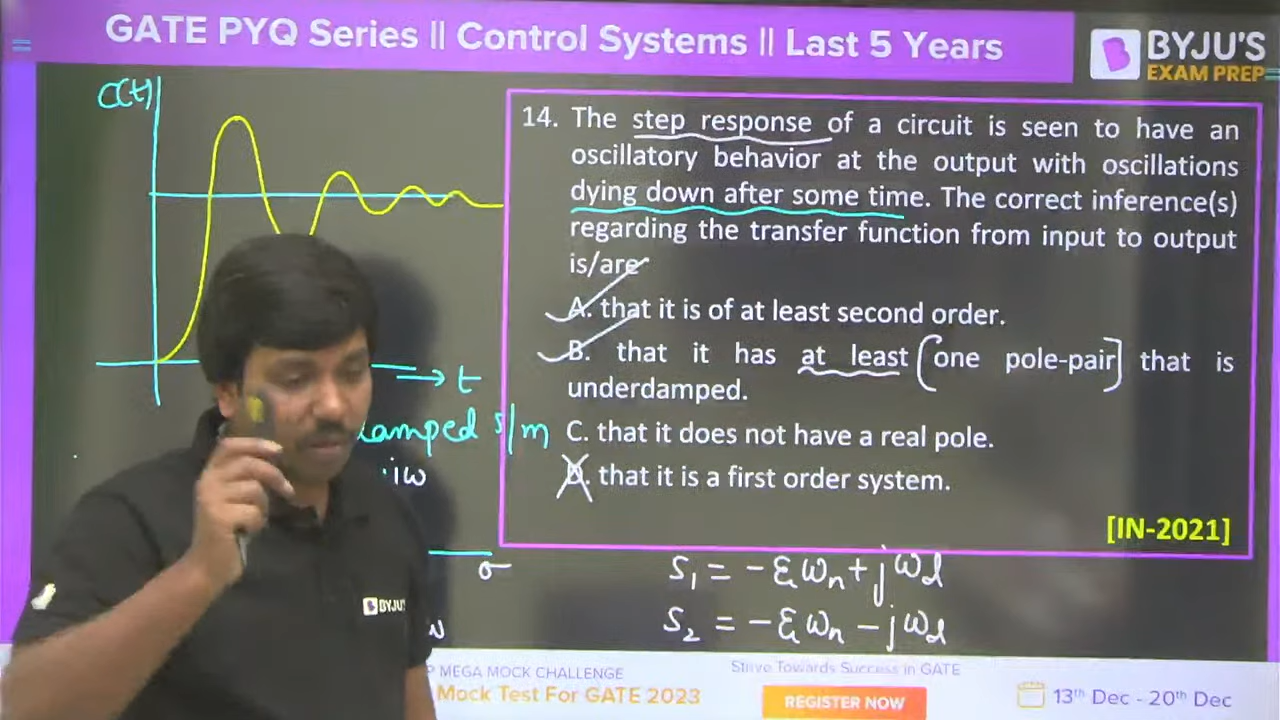 GATE PYQ Series || Control Systems || Last 5 Years
BYJU'S
EXAM PREP
C(t)
14. The step response of a circuit is seen to have an
oscillatory behavior at the output with oscillations
dying down after some time. The correct inference(s)
regarding the transfer function from input to output
is/are
A. that it is of at least second order.
B. that it has at least (one pole-pair] that is
underdamped.
C. that it does not have a real pole.
D. that it is a first order system.
[IN-2021]
t
damped s/m
jω
σ
S₁ = -ξωₙ + jω_d
S₂ = -ξωₙ - jω_d
BYJU'
MEGA MOCK CHALLENGE
Mock Test For GATE 2023
Strive Towards Success in GATE
REGISTER NOW
13th Dec - 20th Dec